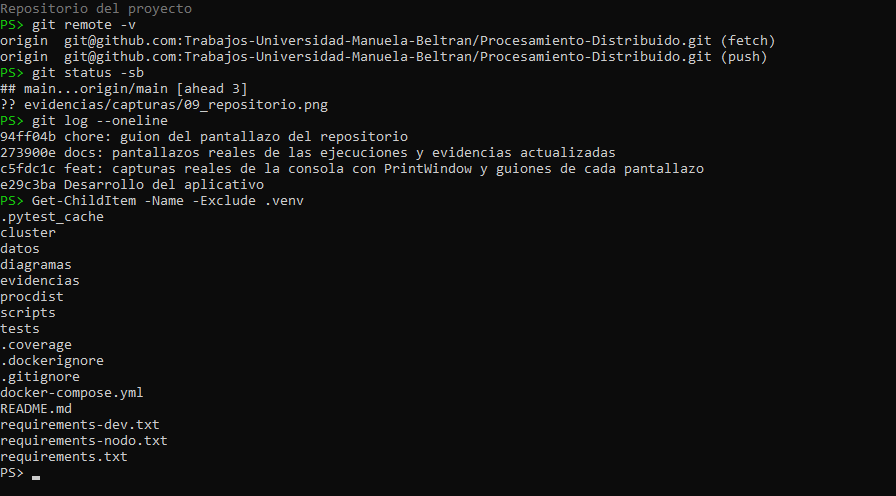 Repositorio del proyecto
PS> git remote -v
origin  git@github.com:Trabajos-Universidad-Manuela-Beltran/Procesamiento-Distribuido.git (fetch)
origin  git@github.com:Trabajos-Universidad-Manuela-Beltran/Procesamiento-Distribuido.git (push)
PS> git status -sb
## main...origin/main [ahead 3]
?? evidencias/capturas/09_repositorio.png
PS> git log --oneline
94ff04b chore: guion del pantallazo del repositorio
273900e docs: pantallazos reales de las ejecuciones y evidencias actualizadas
c5fdc1c feat: capturas reales de la consola con PrintWindow y guiones de cada pantallazo
e29c3ba Desarrollo del aplicativo
PS> Get-ChildItem -Name -Exclude .venv
.pytest_cache
cluster
datos
diagramas
evidencias
procdist
scripts
tests
.coverage
.dockerignore
.gitignore
docker-compose.yml
README.md
requirements-dev.txt
requirements-nodo.txt
requirements.txt
PS>